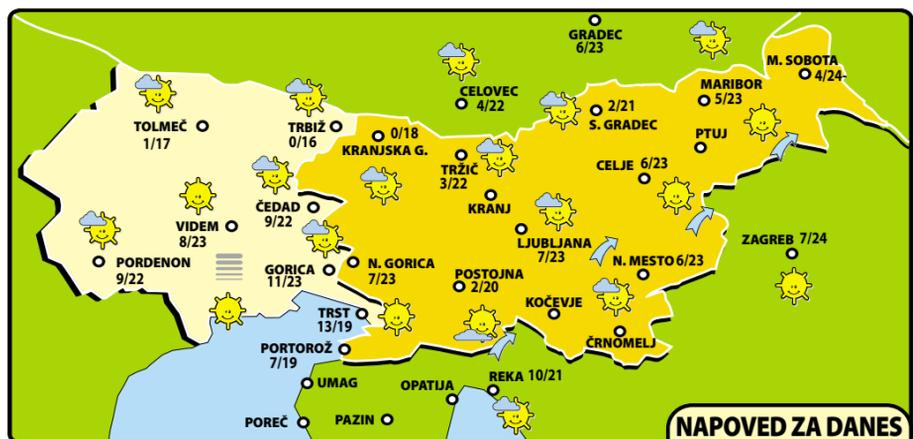 GRADEC
6/23
M. SOBOTA
4/24
CELOVEC
4/22
MARIBOR
5/23
2/21
S. GRADEC
TOLMEČ
1/17
TRBIŽ
0/16
0/18
KRANJSKA G.
PTUJ
TRŽIČ
3/22
CELJE 6/23
KRANJ
ČEDAD
9/22
VIDEM
8/23
LJUBLJANA
7/23
ZAGREB 7/24
PORDENON
9/22
GORICA
11/23
N. GORICA
7/23
N. MESTO 6/23
POSTOJNA
2/20
KOČEVJE
TRST
13/19
ČRNOMELJ
PORTOROŽ
7/19
UMAG
OPATIJA
REKA 10/21
POREČ
PAZIN
NAPOVED ZA DANES